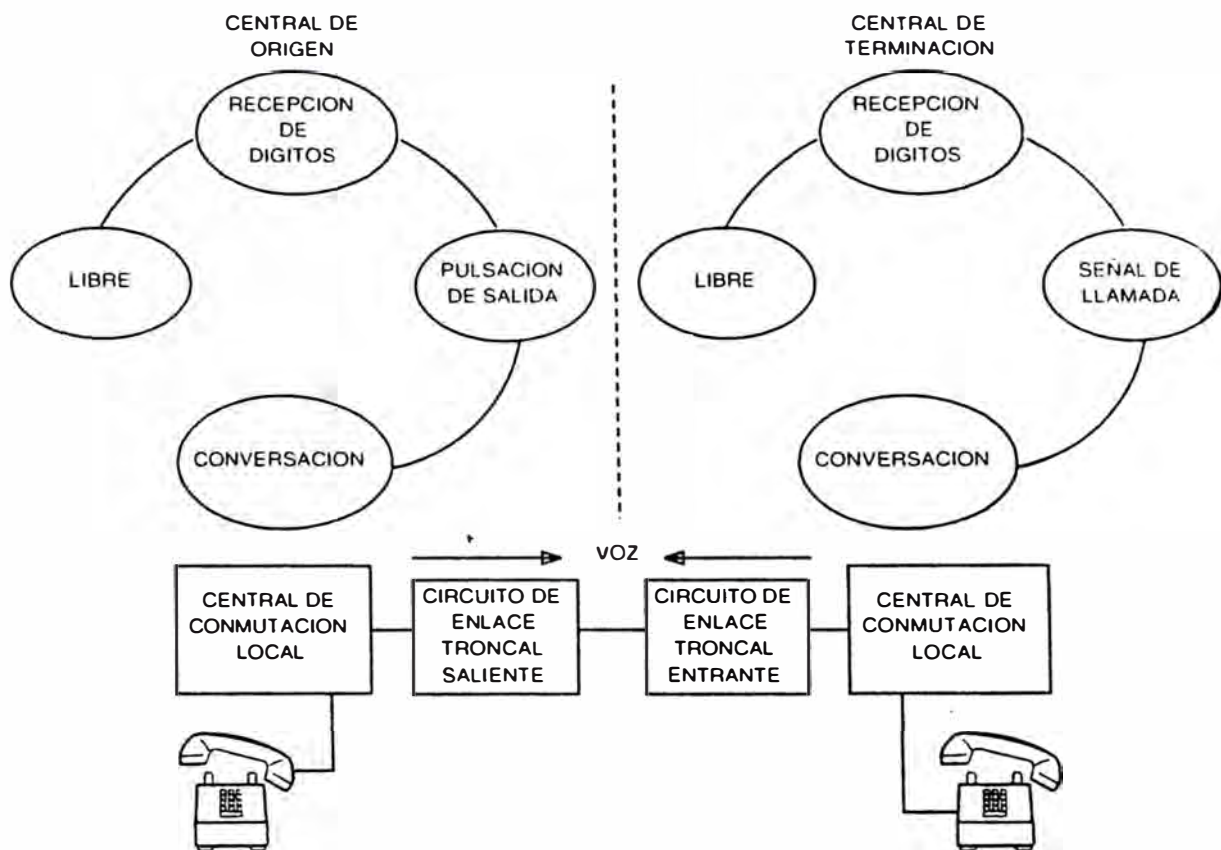 CENTRAL DE
ORIGEN
RECEPCION
DE
DIGITOS
LIBRE
PULSACION
DE SALIDA
CONVERSACION
CENTRAL DE
TERMINACION
RECEPCION
DE
DIGITOS
LIBRE
SEÑAL DE
LLAMADA
CONVERSACION
VOZ
CENTRAL DE
CONMUTACION
LOCAL
CIRCUITO DE
ENLACE
TRONCAL
SALIENTE
CIRCUITO DE
ENLACE
TRONCAL
ENTRANTE
CENTRAL DE
CONMUTACION
LOCAL